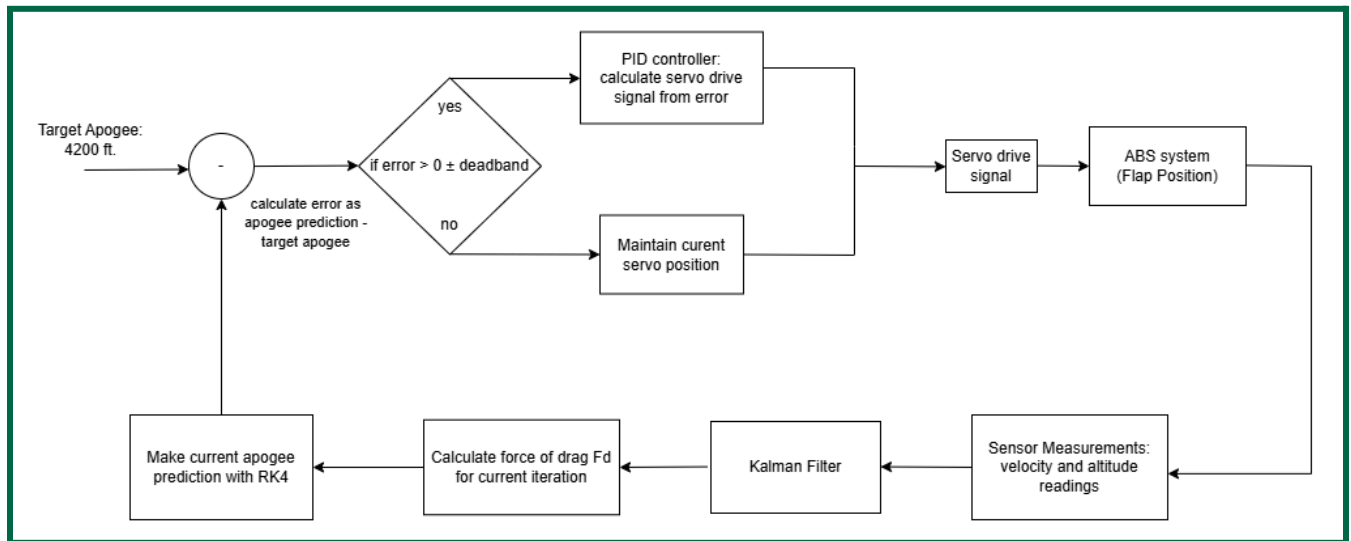 Target Apogee:
4200 ft.
-
calculate error as
apogee prediction -
target apogee
yes
if error > 0 ± deadband
no
PID controller:
calculate servo drive
signal from error
Maintain curent
servo position
Servo drive
signal
ABS system
(Flap Position)
Sensor Measurements:
velocity and altitude
readings
Kalman Filter
Calculate force of drag Fd
for current iteration
Make current apogee
prediction with RK4